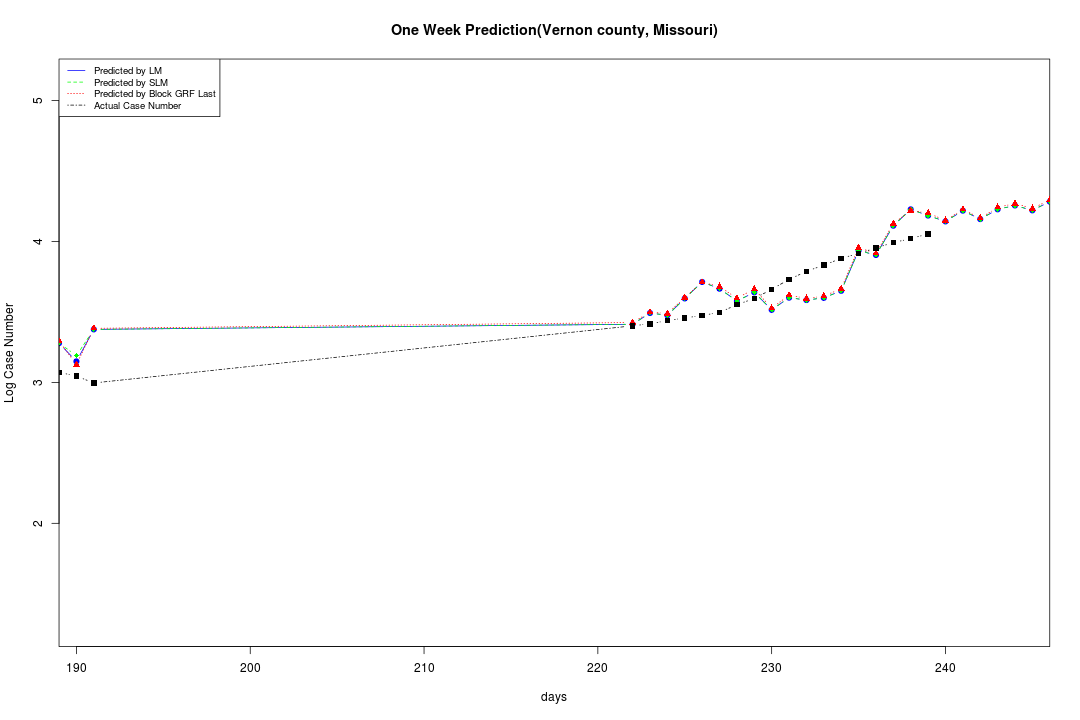 One Week Prediction(Vernon county, Missouri)
Predicted by LM
Predicted by SLM
Predicted by Block GRF Last
Actual Case Number
5
4
3
2
Log Case Number
190 200 210 220 230 240
days